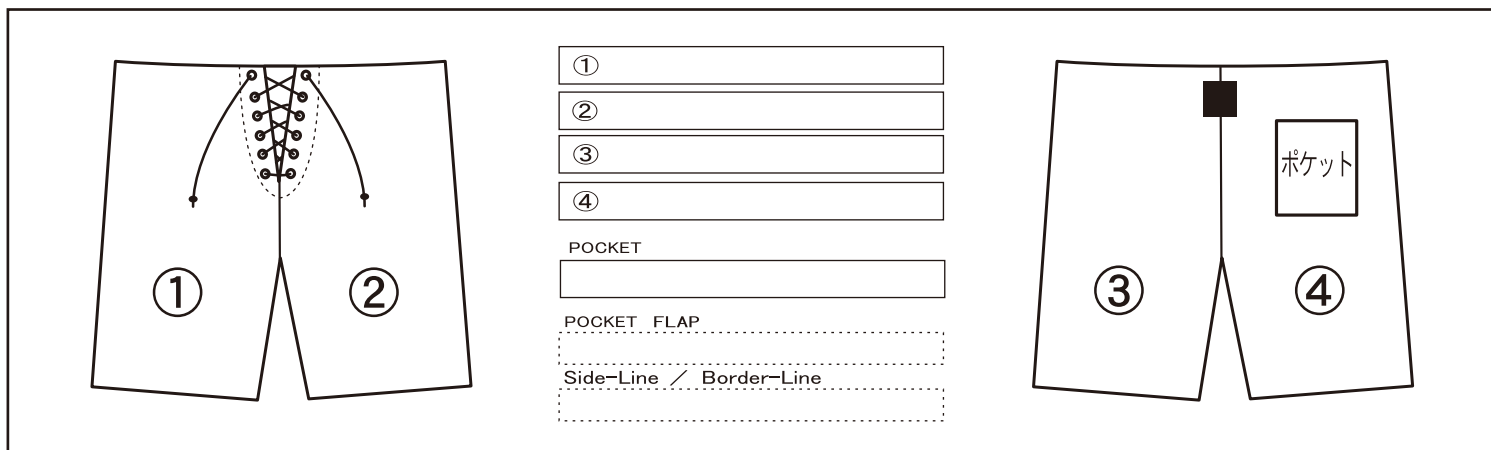 ① ②
①
②
③
④
POCKET
POCKET FLAP
Side-Line ／ Border-Line
ポケット
③ ④